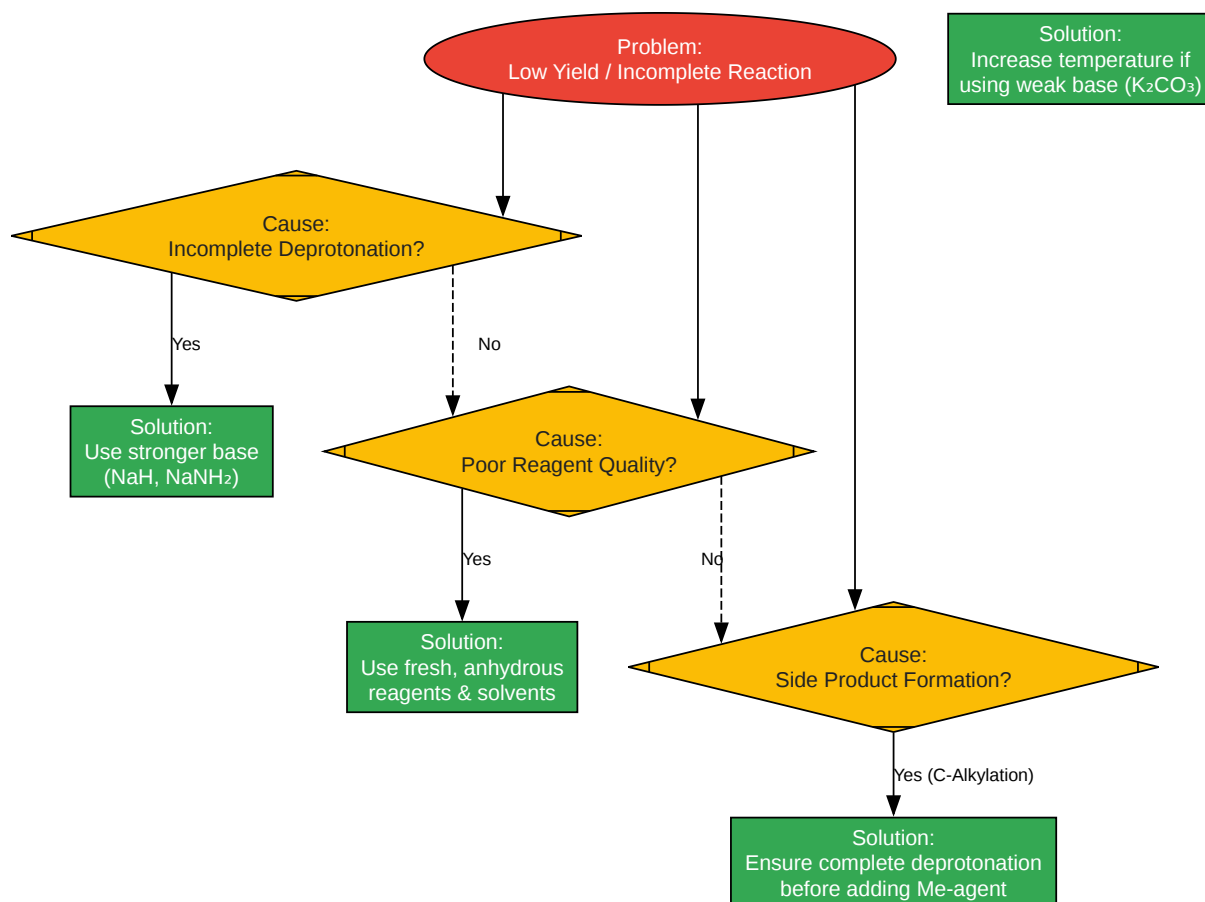 Problem:
Low Yield / Incomplete Reaction
Solution:
Increase temperature if
using weak base (K₂CO₃)
Cause:
Incomplete Deprotonation?
Yes
No
Solution:
Use stronger base
(NaH, NaNH₂)
Cause:
Poor Reagent Quality?
Yes
No
Solution:
Use fresh, anhydrous
reagents & solvents
Cause:
Side Product Formation?
Yes (C-Alkylation)
Solution:
Ensure complete deprotonation
before adding Me-agent